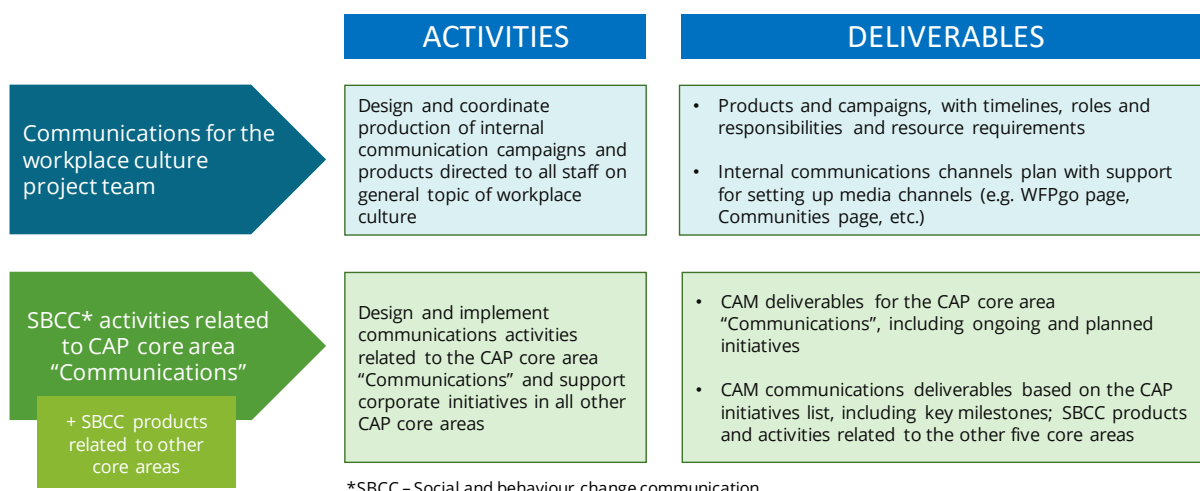 ACTIVITIES
DELIVERABLES
Communications for the
workplace culture
project team
Design and coordinate
production of internal
communication campaigns and
products directed to all staff on
general topic of workplace
culture
• Products and campaigns, with timelines, roles and
responsibilities and resource requirements
• Internal communications channels plan with support
for setting up media channels (e.g. WFPgo page,
Communities page, etc.)
SBCC* activities related
to CAP core area
“Communications”
+ SBCC products
related to other
core areas
Design and implement
communications activities
related to the CAP core area
“Communications” and support
corporate initiatives in all other
CAP core areas
• CAM deliverables for the CAP core area
“Communications”, including ongoing and planned
initiatives
• CAM communications deliverables based on the CAP
initiatives list, including key milestones; SBCC products
and activities related to the other five core areas
*SBCC – Social and behaviour change communication